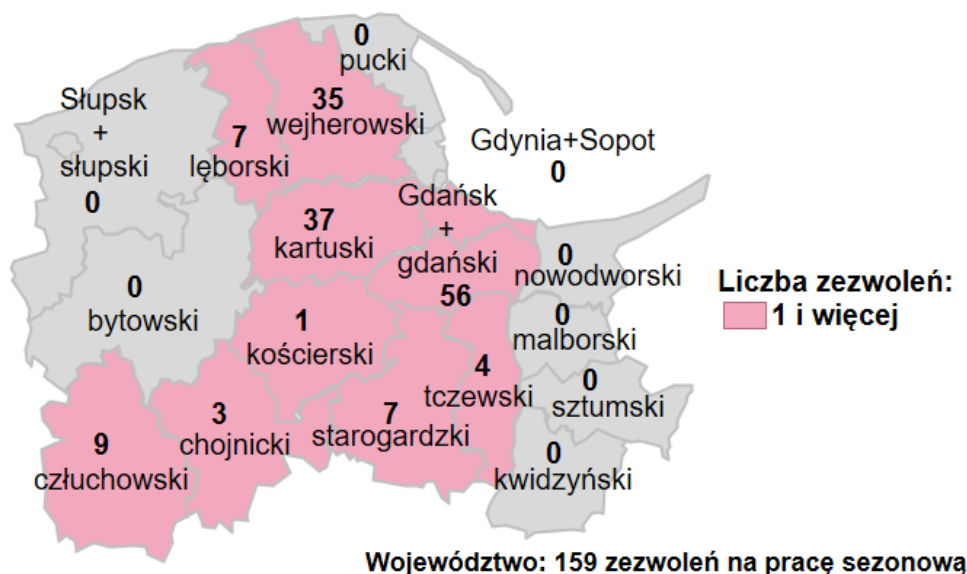 0
pucki
Słupsk
+
słupski
0
35
wejherowski
7
lęborski
Gdynia+Sopot
0
37
kartuski
Gdańsk
+
gdański
56
0
nowodworski
0
bytowski
1
kościerski
0
malborski
Liczba zezwoleń:
1 i więcej
4
tczewski
0
sztumski
9
człuchowski
3
chojnicki
7
starogardzki
0
kwidzyński
Województwo: 159 zezwoleń na pracę sezonową